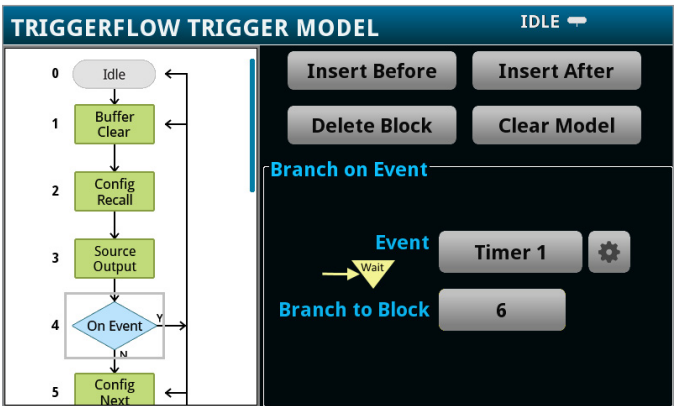 TRIGGERFLOW TRIGGER MODEL
IDLE
0
Idle
1
Buffer
Clear
2
Config
Recall
3
Source
Output
4
On Event
Y
N
5
Config
Next
Insert Before
Insert After
Delete Block
Clear Model
Branch on Event
Event
Timer 1
Wait
Branch to Block
6